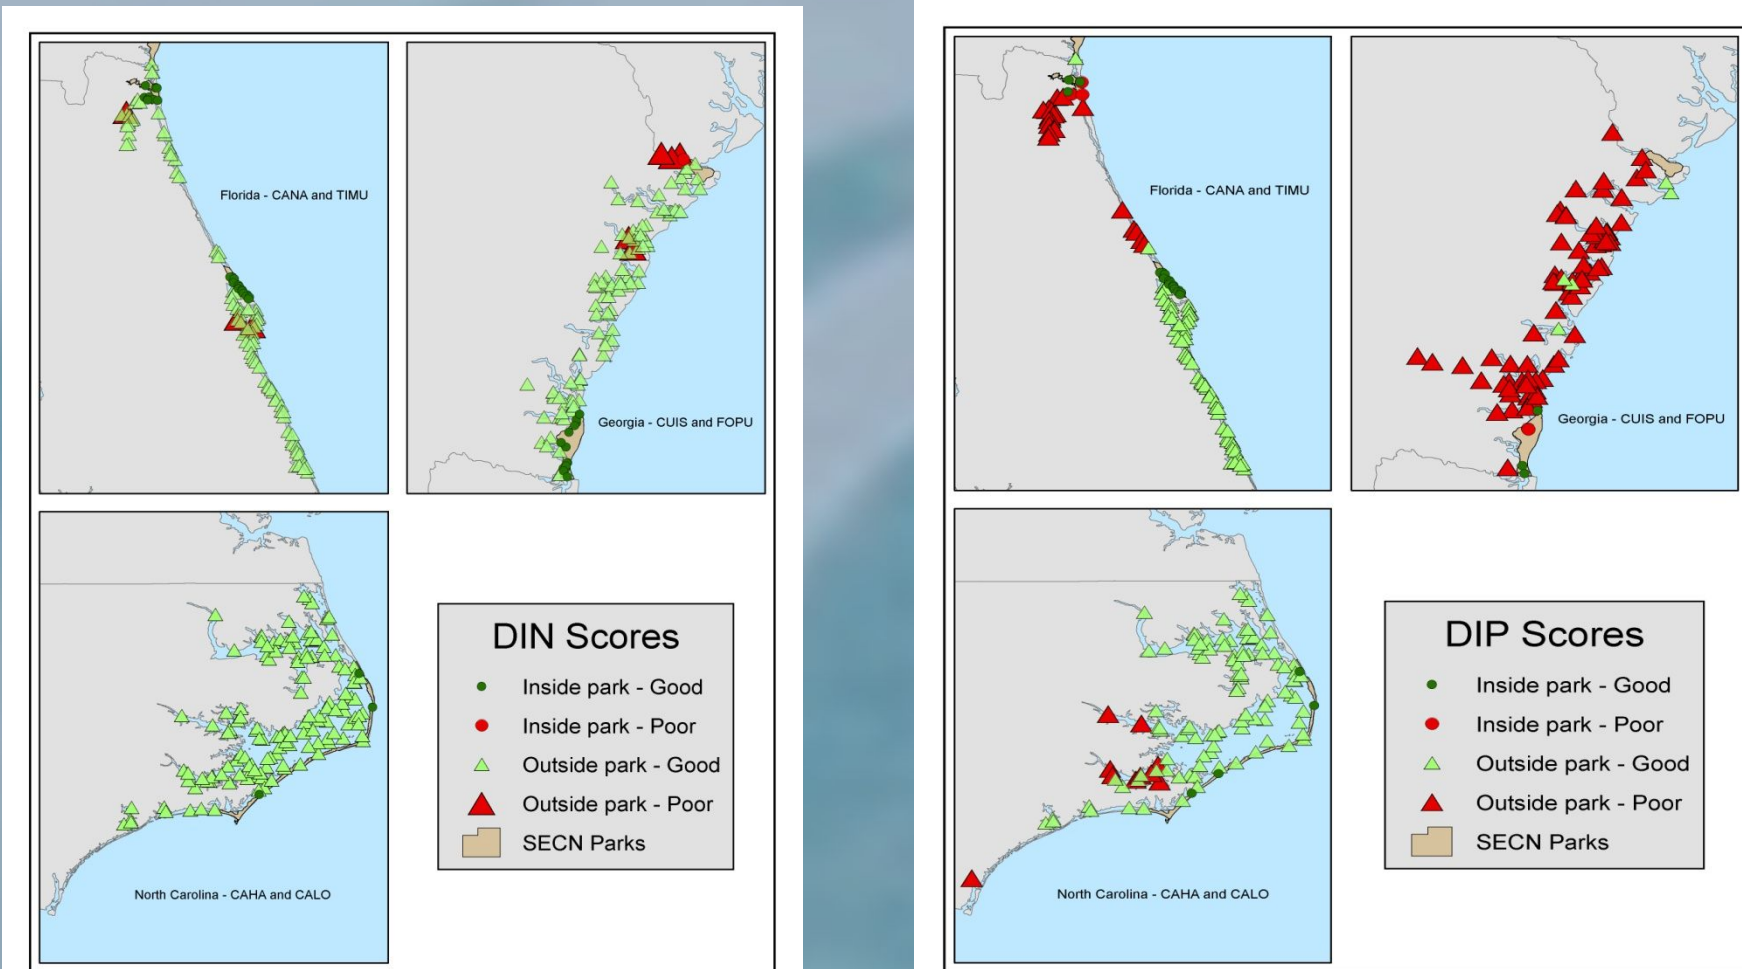 Florida - CANA and TIMU
Georgia - CUIS and FOPU
North Carolina - CAHA and CALO
DIN Scores
Inside park - Good
Inside park - Poor
Outside park - Good
Outside park - Poor
SECN Parks
Florida - CANA and TIMU
Georgia - CUIS and FOPU
North Carolina - CAHA and CALO
DIP Scores
Inside park - Good
Inside park - Poor
Outside park - Good
Outside park - Poor
SECN Parks